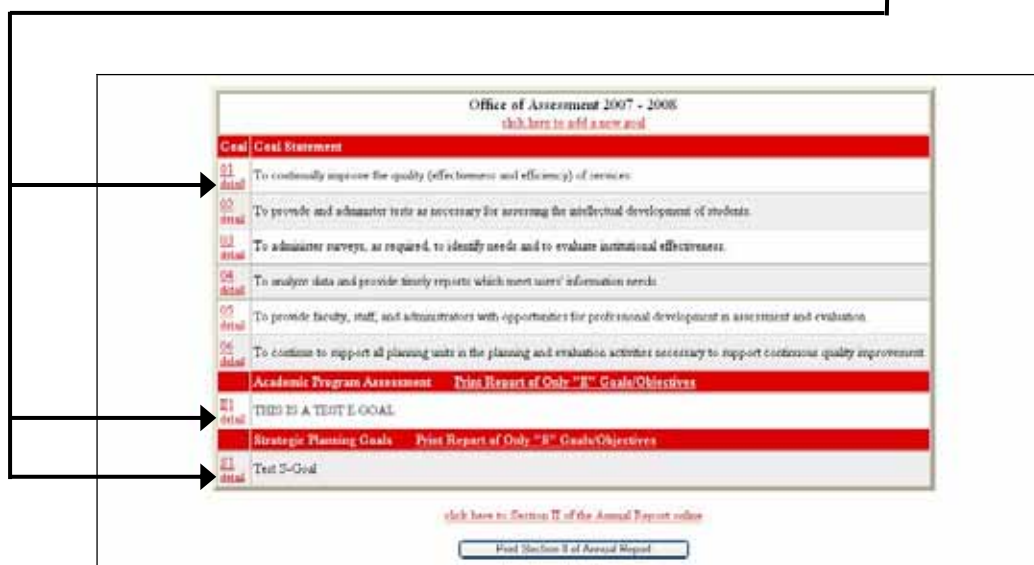 Office of Assessment 2007 - 2008
click here to add a new goal
Goal Goal Statement
01 detail To continually improve the quality (effectiveness and efficiency) of services.
02 detail To provide and administer tests as necessary for assessing the intellectual development of students.
03 detail To administer surveys, as required, to identify needs and to evaluate institutional effectiveness.
04 detail To analyze data and provide timely reports which meet users' information needs.
05 detail To provide faculty, staff, and administrators with opportunities for professional development in assessment and evaluation.
06 detail To continue to support all planning units in the planning and evaluation activities necessary to support continuous quality improvement.
Academic Program Assessment Print Report of Only "E" Goals/Objectives
E1 detail THIS IS A TEST E-GOAL
Strategic Planning Goals Print Report of Only "S" Goals/Objectives
S1 detail Test S-Goal
click here to Section II of the Annual Report online
Print Section II of Annual Report